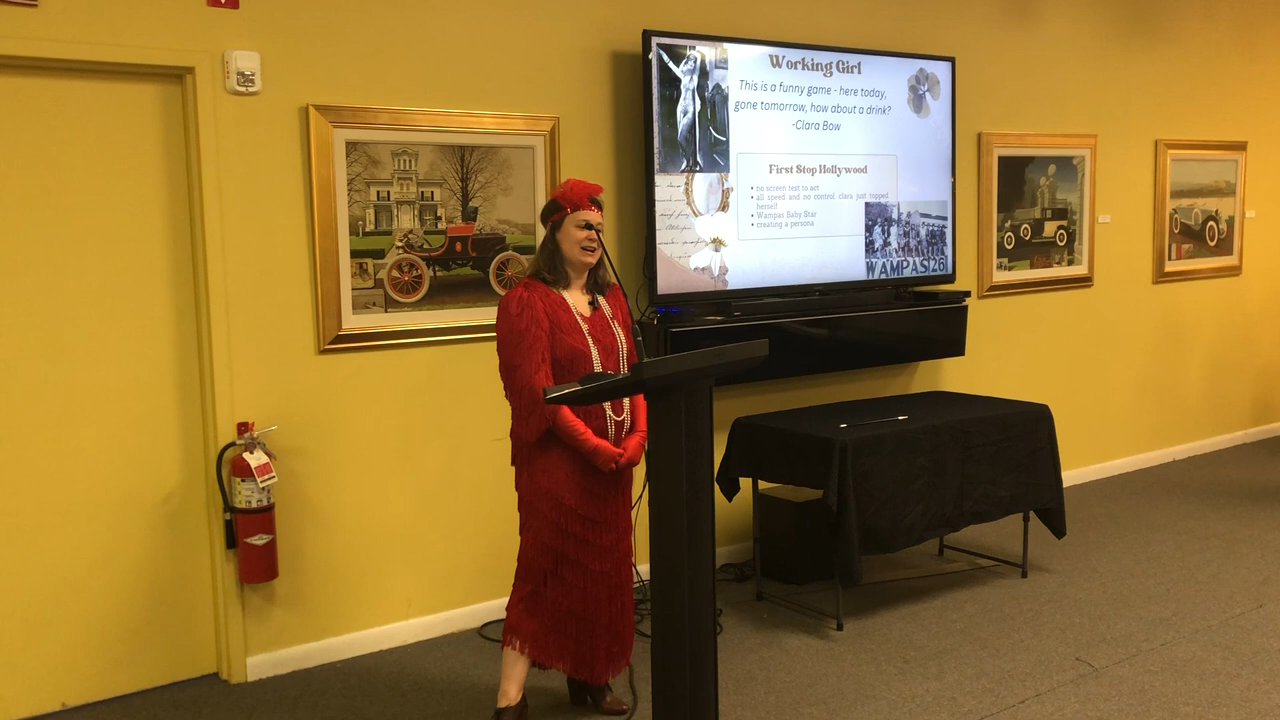 Working Girl
This is a funny game - here today,
gone tomorrow, how about a drink?
-Clara Bow
First Stop Hollywood
no screen test to act
all speed and no control clara just topped
herself
Wampas Baby Star
creating a persona
WAMPAS '26